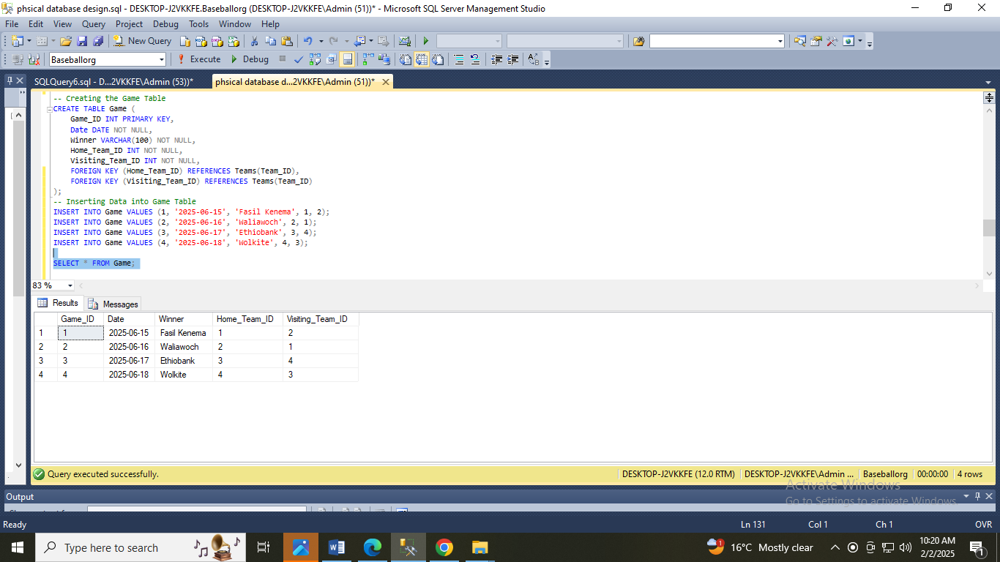 phsical database design.sql - DESKTOP-J2VKKFE.Baseballorg (DESKTOP-J2VKKFE\Admin (51))* - Microsoft SQL Server Management Studio
File Edit View Query Project Debug Tools Window Help
New Query
Baseballorg Execute Debug
SQLQuery6.sql - D...2VKKFE\Admin (53))* phsical database d...2VKKFE\Admin (51))*
-- Creating the Game Table
CREATE TABLE Game (
Game_ID INT PRIMARY KEY,
Date DATE NOT NULL,
Winner VARCHAR(100) NOT NULL,
Home_Team_ID INT NOT NULL,
Visiting_Team_ID INT NOT NULL,
FOREIGN KEY (Home_Team_ID) REFERENCES Teams(Team_ID),
FOREIGN KEY (Visiting_Team_ID) REFERENCES Teams(Team_ID)
);
-- Inserting Data into Game Table
INSERT INTO Game VALUES (1, '2025-06-15', 'Fasil Kenema', 1, 2);
INSERT INTO Game VALUES (2, '2025-06-16', 'Waliawoch', 2, 1);
INSERT INTO Game VALUES (3, '2025-06-17', 'Ethiobank', 3, 4);
INSERT INTO Game VALUES (4, '2025-06-18', 'Wolkite', 4, 3);
SELECT * FROM Game;
83 %
Results Messages
Game_ID Date Winner Home_Team_ID Visiting_Team_ID
1 1 2025-06-15 Fasil Kenema 1 2
2 2 2025-06-16 Waliawoch 2 1
3 3 2025-06-17 Ethiobank 3 4
4 4 2025-06-18 Wolkite 4 3
Query executed successfully. DESKTOP-J2VKKFE (12.0 RTM) DESKTOP-J2VKKFE\Admin ... Baseballorg 00:00:00 4 rows
Activate Windows
Go to Settings to activate Windows.
Output
Ready Ln 131 Col 1 Ch 1 OVR
Type here to search 16°C Mostly clear 10:20 AM
2/2/2025